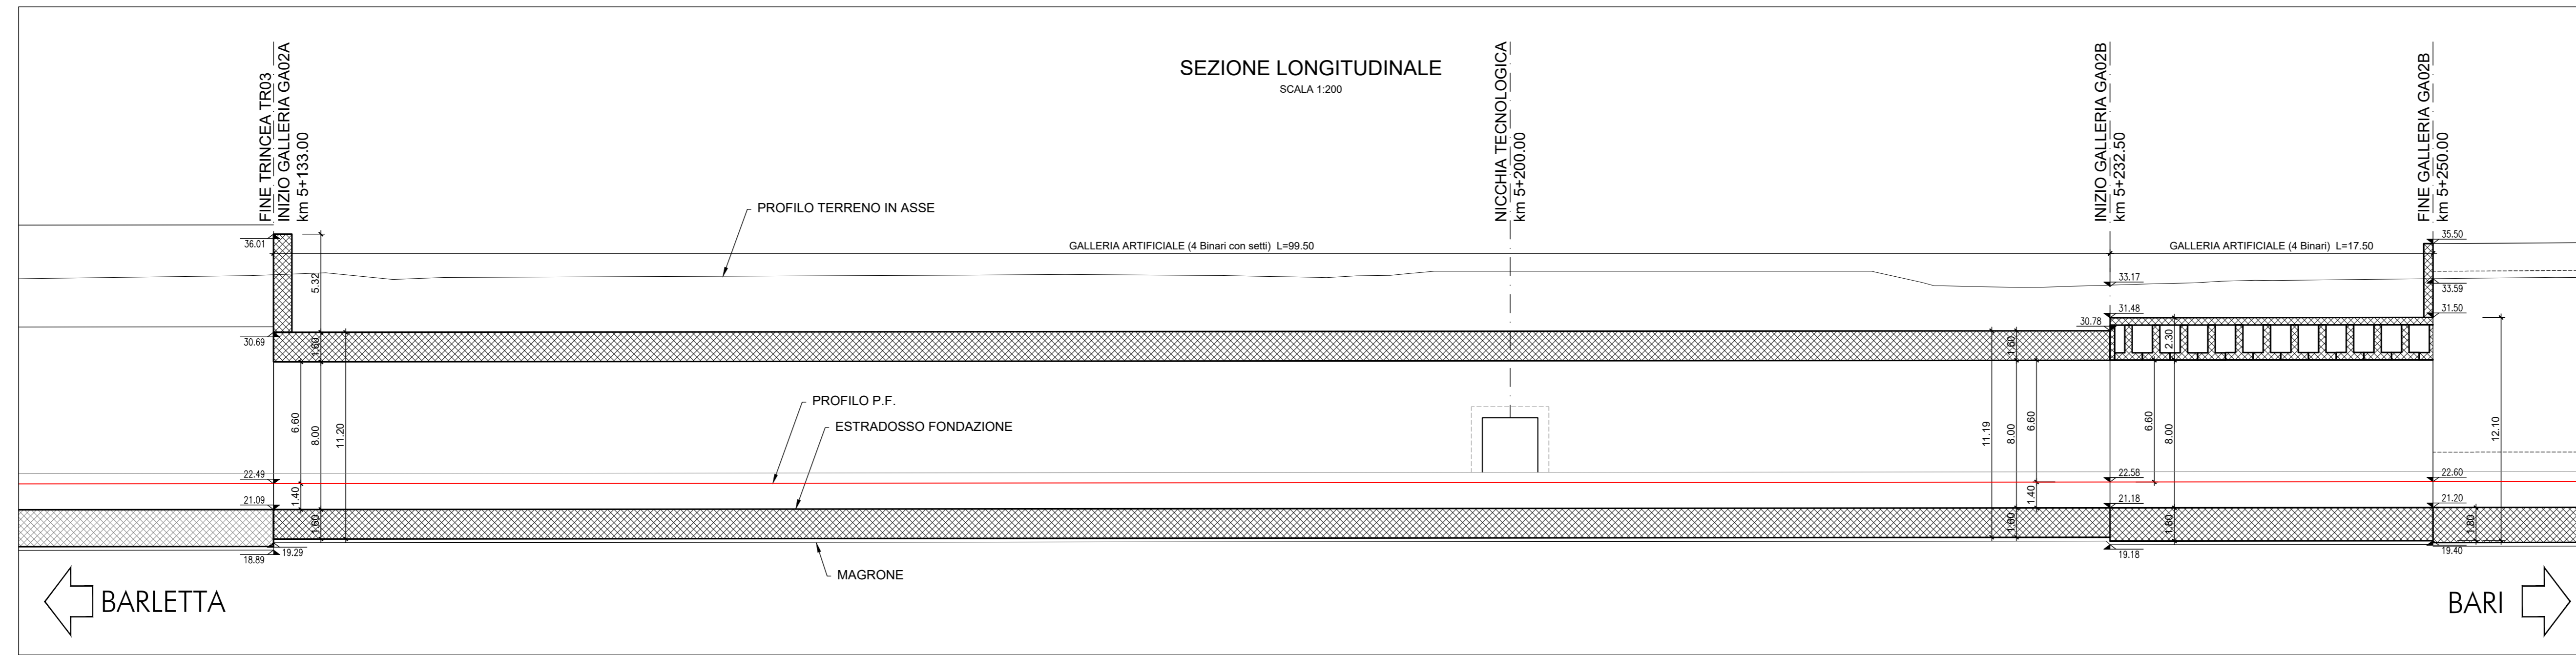 SEZIONE LONGITUDINALE
SCALA 1:200
FINE TRINCEA TR03
INIZIO GALLERIA GA02A
km 5+133.00
NICCHIA TECNOLOGICA
km 5+200.00
INIZIO GALLERIA GA02B
km 5+232.50
FINE GALLERIA GA02B
km 5+250.00
PROFILO TERRENO IN ASSE
GALLERIA ARTIFICIALE (4 Binari con setti) L=99.50
GALLERIA ARTIFICIALE (4 Binari) L=17.50
36.01
5.32
30.69
1.60
6.60
8.00
11.20
22.49
1.40
21.09
1.60
19.29
18.89
PROFILO P.F.
ESTRADOSSO FONDAZIONE
MAGRONE
33.17
31.48
30.78
1.60
2.30
11.19
8.00
6.60
6.60
8.00
22.58
1.40
21.18
1.60
1.80
19.18
35.50
33.59
31.50
12.10
22.60
21.20
1.80
19.40
BARLETTA
BARI